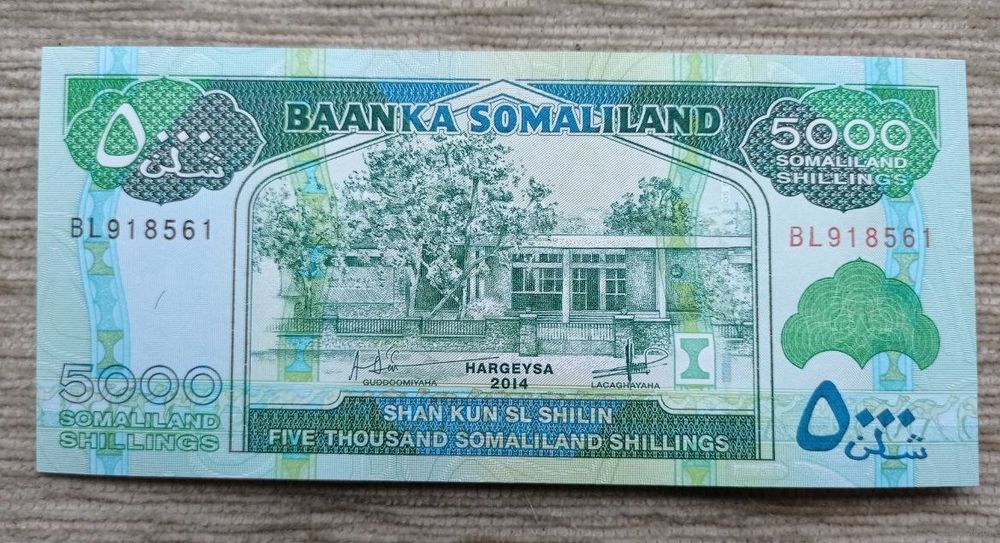 BAANKA SOMALILAND
٥٠٠٠
شلن
5000
SOMALILAND
SHILLINGS
BL918561
BL918561
HARGEYSA
2014
GUDDOOMIYAHA
LACAGHAYAHA
5000
SOMALILAND
SHILLINGS
SHAN KUN SL SHILIN
FIVE THOUSAND SOMALILAND SHILLINGS
٥٠٠٠
شلن